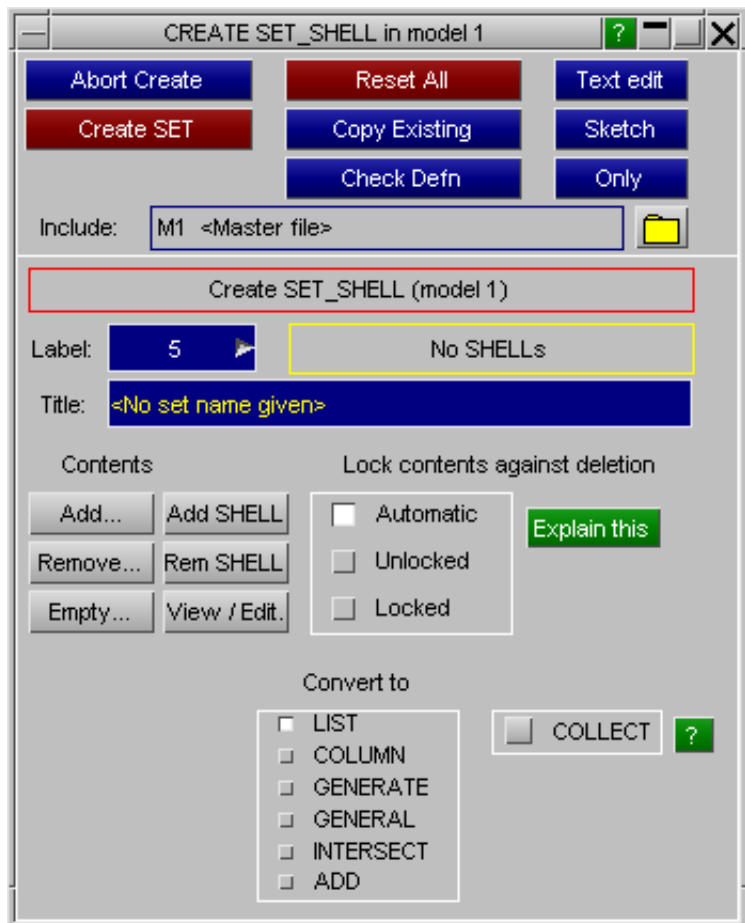 CREATE SET_SHELL in model 1 ?
Abort Create Reset All Text edit
Create SET Copy Existing Sketch
Check Defn Only
Include: M1 <Master file>
Create SET_SHELL (model 1)
Label: 5 No SHELLs
Title: <No set name given>
Contents Lock contents against deletion
Add... Add SHELL Automatic Explain this
Remove... Rem SHELL Unlocked
Empty... View / Edit. Locked
Convert to
LIST COLLECT ?
COLUMN
GENERATE
GENERAL
INTERSECT
ADD